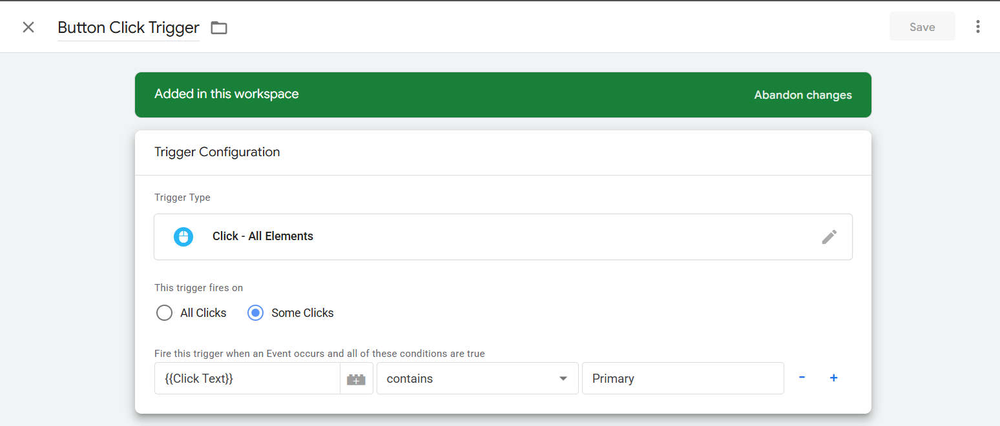 Button Click Trigger
Save
Added in this workspace
Abandon changes
Trigger Configuration
Trigger Type
Click - All Elements
This trigger fires on
All Clicks
Some Clicks
Fire this trigger when an Event occurs and all of these conditions are true
{{Click Text}}
contains
Primary
-
+